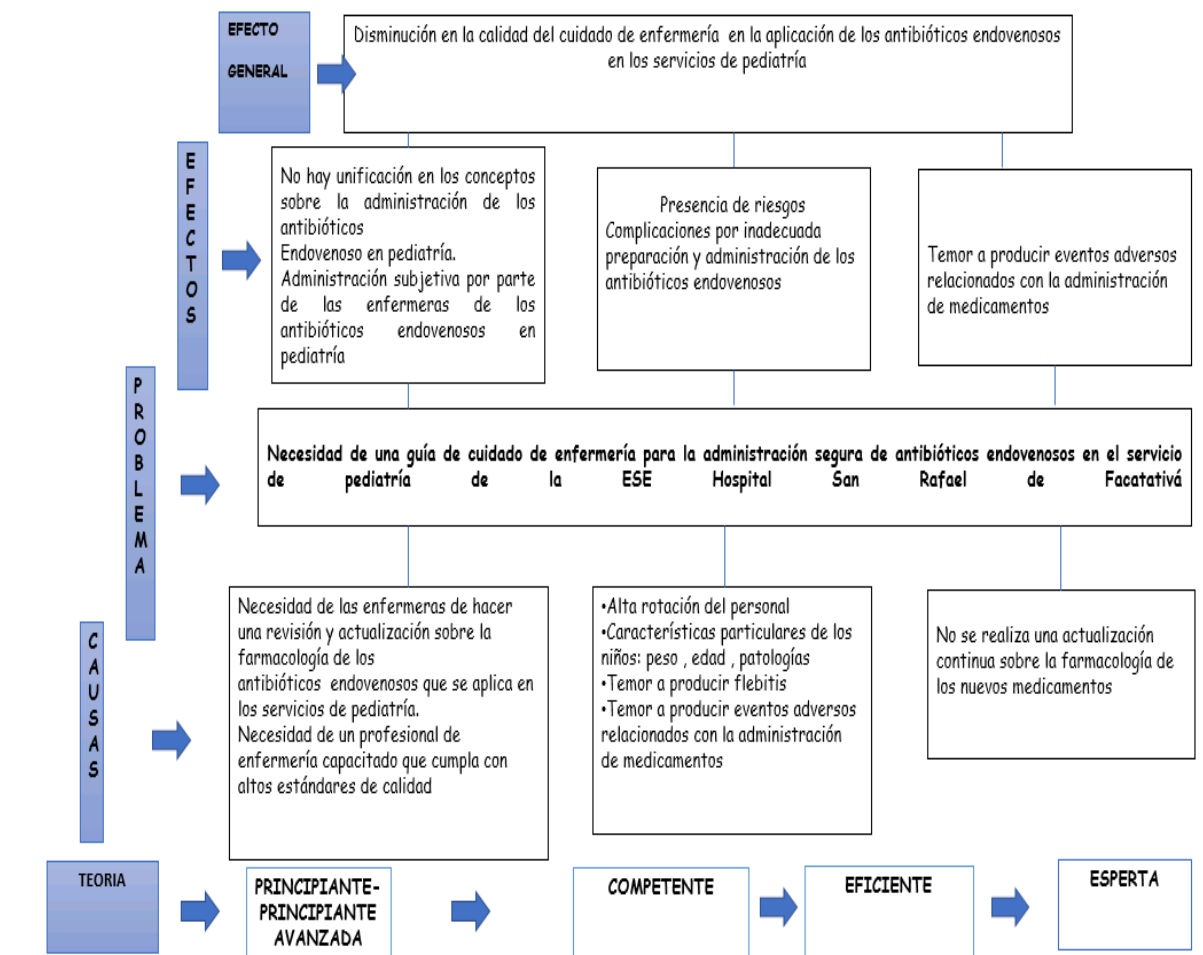 EFECTO
GENERAL
Disminución en la calidad del cuidado de enfermería en la aplicación de los antibióticos endovenosos
en los servicios de pediatría
EFECTOS
No hay unificación en los conceptos
sobre la administración de los
antibióticos
Endovenoso en pediatría.
Administración subjetiva por parte
de las enfermeras de los
antibióticos endovenosos en
pediatría
Presencia de riesgos
Complicaciones por inadecuada
preparación y administración de los
antibióticos endovenosos
Temor a producir eventos adversos
relacionados con la administración
de medicamentos
PROBLEMA
Necesidad de una guía de cuidado de enfermería para la administración segura de antibióticos endovenosos en el servicio
de pediatría de la ESE Hospital San Rafael de Facatativá
CAUSAS
Necesidad de las enfermeras de hacer
una revisión y actualización sobre la
farmacología de los
antibióticos endovenosos que se aplica en
los servicios de pediatría.
Necesidad de un profesional de
enfermería capacitado que cumpla con
altos estándares de calidad
•Alta rotación del personal
•Características particulares de los
niños: peso , edad , patologías
•Temor a producir flebitis
•Temor a producir eventos adversos
relacionados con la administración
de medicamentos
No se realiza una actualización
continua sobre la farmacología de
los nuevos medicamentos
TEORIA
PRINCIPIANTE-
PRINCIPIANTE
AVANZADA
COMPETENTE
EFICIENTE
ESPERTA